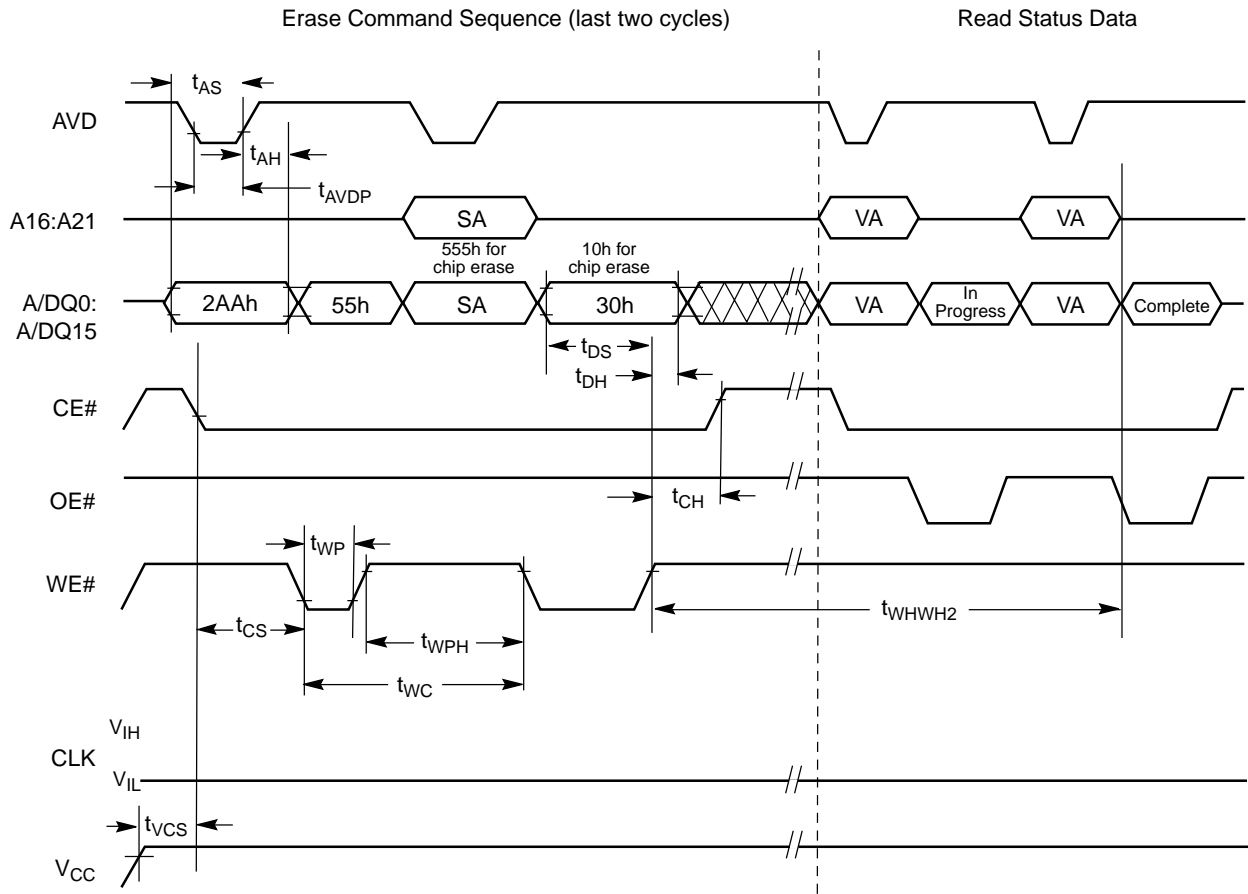 Erase Command Sequence (last two cycles) Read Status Data
tAS
AVD
tAH
tAVDP
A16:A21 SA VA VA
555h for
chip erase
10h for
chip erase
A/DQ0:
A/DQ15
2AAh 55h SA 30h VA In
Progress VA Complete
tDS
tDH
CE#
OE#
tCH
tWP
WE#
tWHWH2
tCS
tWPH
tWC
VIH
CLK
VIL
tVCS
VCC